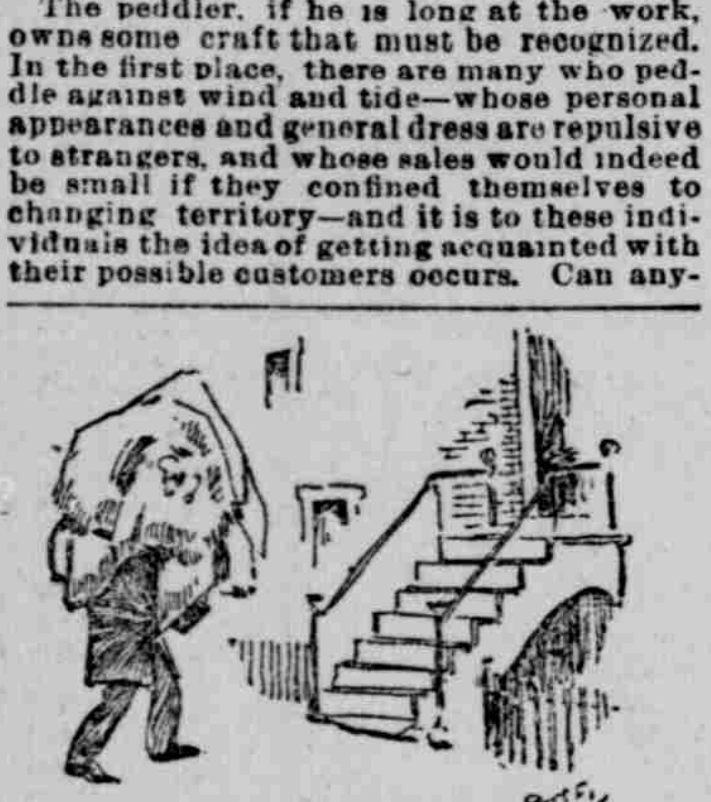 The peddler, if he is long at the work,
owns some craft that must be recognized.
In the first place, there are many who ped-
dle against wind and tide—whose personal
appearances and general dress are repulsive
to strangers, and whose sales would indeed
be small if they confined themselves to
changing territory—and it is to these indi-
viduals the idea of getting acquainted with
their possible customers occurs. Can any-